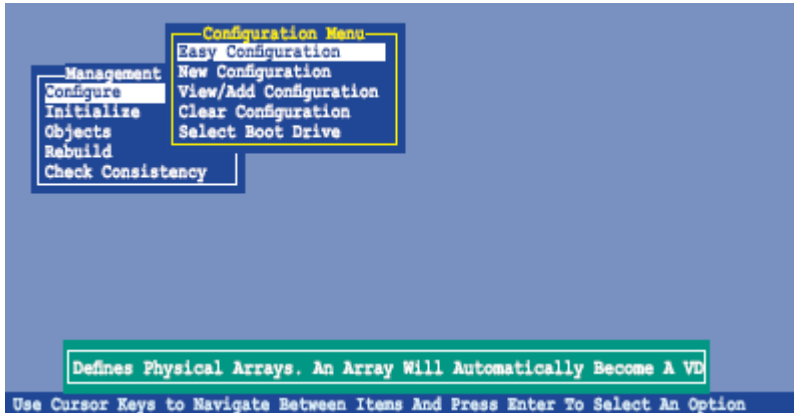 Management
Configure
Initialize
Objects
Rebuild
Check Consistency
Configuration Menu
Easy Configuration
New Configuration
View/Add Configuration
Clear Configuration
Select Boot Drive
Defines Physical Arrays. An Array Will Automatically Become A VD
Use Cursor Keys to Navigate Between Items And Press Enter To Select An Option